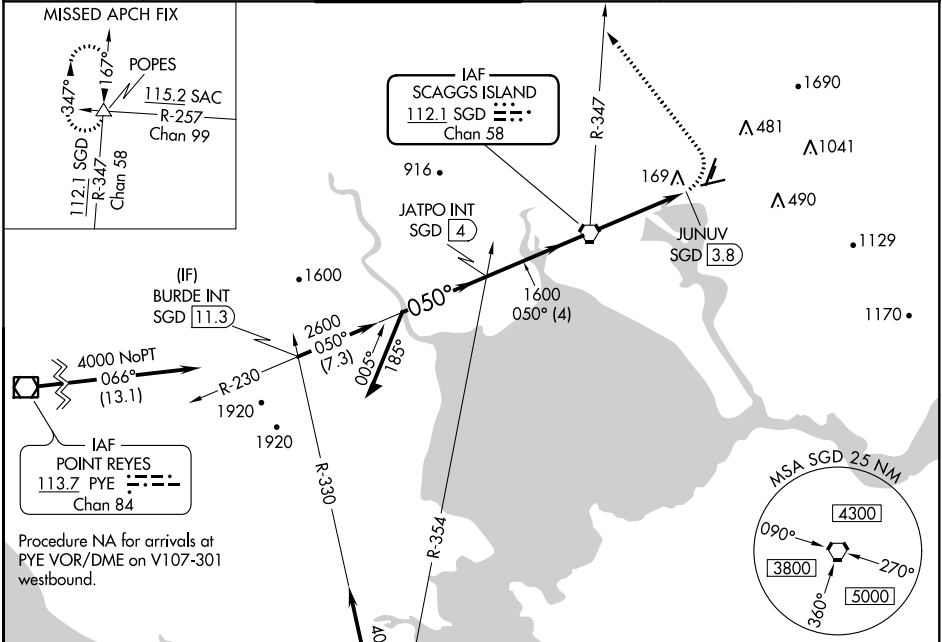 MISSED APCH FIX
POPES
347°
167°
115.2 SAC
R-257
Chan 99
112.1 SGD
R-347
Chan 58
IAF
SCAGGS ISLAND
112.1 SGD
Chan 58
R-347
1690
481
1041
916
169
490
JATPO INT
SGD 4
JUNUV
SGD 3.8
1129
(IF)
BURDE INT
SGD 11.3
1600
050°
1600
050° (4)
1170
2600
050°
(7.3)
005°
185°
4000 NoPT
066°
(13.1)
R-230
1920
1920
IAF
POINT REYES
113.7 PYE
Chan 84
R-330
R-354
Procedure NA for arrivals at
PYE VOR/DME on V107-301
westbound.
MSA SGD 25 NM
4300
090°
3800
270°
5000
360°